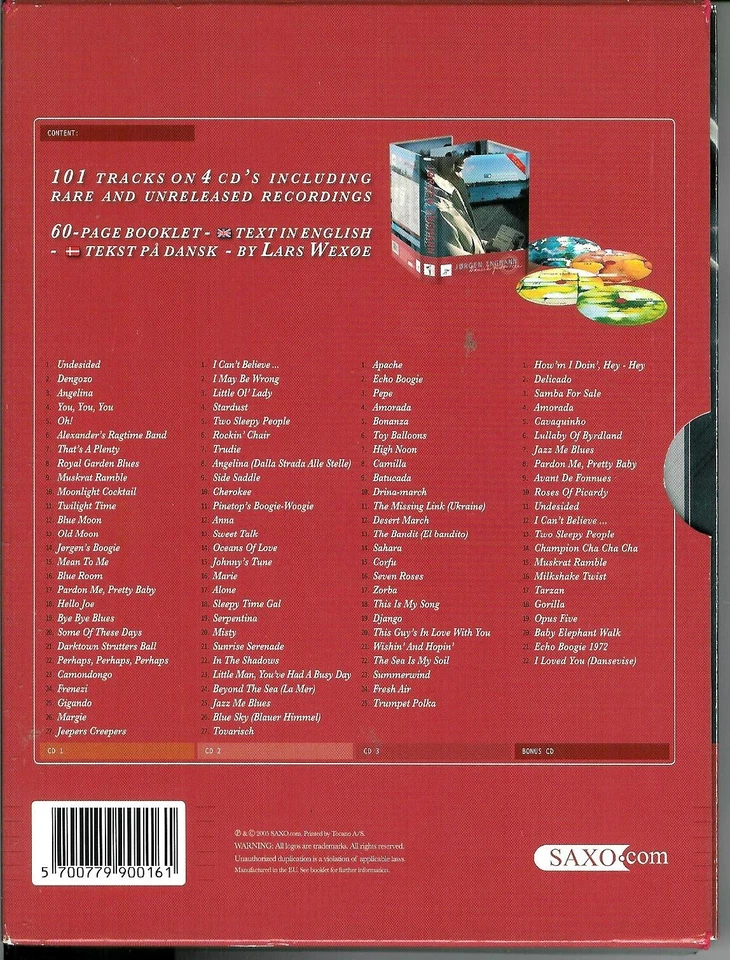 CONTENT:
101 TRACKS ON 4 CD'S INCLUDING
RARE AND UNRELEASED RECORDINGS
60-PAGE BOOKLET - TEXT IN ENGLISH
- TEKST PÅ DANSK - BY LARS WEXØE
JØRGEN INGMANN
1. Undesided
2. Dengozo
3. Angelina
4. You, You, You
5. Oh!
6. Alexander's Ragtime Band
7. That's A Plenty
8. Royal Garden Blues
9. Muskrat Ramble
10. Moonlight Cocktail
11. Twilight Time
12. Blue Moon
13. Old Moon
14. Jørgen's Boogie
15. Mean To Me
16. Blue Room
17. Pardon Me, Pretty Baby
18. Hello Joe
19. Bye Bye Blues
20. Some Of These Days
21. Darktown Strutters Ball
22. Perhaps, Perhaps, Perhaps
23. Camondongo
24. Frenezi
25. Gigando
26. Margie
27. Jeepers Creepers
CD 1
1. I Can't Believe ...
2. I May Be Wrong
3. Little Ol' Lady
4. Stardust
5. Two Sleepy People
6. Rockin' Chair
7. Trudie
8. Angelina (Dalla Strada Alle Stelle)
9. Side Saddle
10. Cherokee
11. Pinetop's Boogie-Woogie
12. Anna
13. Sweet Talk
14. Oceans Of Love
15. Johnny's Tune
16. Marie
17. Alone
18. Sleepy Time Gal
19. Serpentina
20. Misty
21. Sunrise Serenade
22. In The Shadows
23. Little Man, You've Had A Busy Day
24. Beyond The Sea (La Mer)
25. Jazz Me Blues
26. Blue Sky (Blauer Himmel)
27. Tovarisch
CD 2
1. Apache
2. Echo Boogie
3. Pepe
4. Amorada
5. Bonanza
6. Toy Balloons
7. High Noon
8. Camilla
9. Batucada
10. Drina-march
11. The Missing Link (Ukraine)
12. Desert March
13. The Bandit (El bandito)
14. Sahara
15. Corfu
16. Seven Roses
17. Zorba
18. This Is My Song
19. Django
20. This Guy's In Love With You
21. Wishin' And Hopin'
22. The Sea Is My Soil
23. Summerwind
24. Fresh Air
25. Trumpet Polka
CD 3
1. How'm I Doin', Hey - Hey
2. Delicado
3. Samba For Sale
4. Amorada
5. Cavaquinho
6. Lullaby Of Byrdland
7. Jazz Me Blues
8. Pardon Me, Pretty Baby
9. Avant De Fonnues
10. Roses Of Picardy
11. Undesided
12. I Can't Believe ...
13. Two Sleepy People
14. Champion Cha Cha Cha
15. Muskrat Ramble
16. Milkshake Twist
17. Tarzan
18. Gorilla
19. Opus Five
20. Baby Elephant Walk
21. Echo Boogie 1972
22. I Loved You (Dansevise)
BONUS CD
5 700779 900161
℗ & © 2005 SAXO.com. Printed by Tocano A/S.
WARNING: All logos are trademarks. All rights reserved.
Unauthorized duplication is a violation of applicable laws.
Manufactured in the EU. See booklet for further information.
SAXO.com